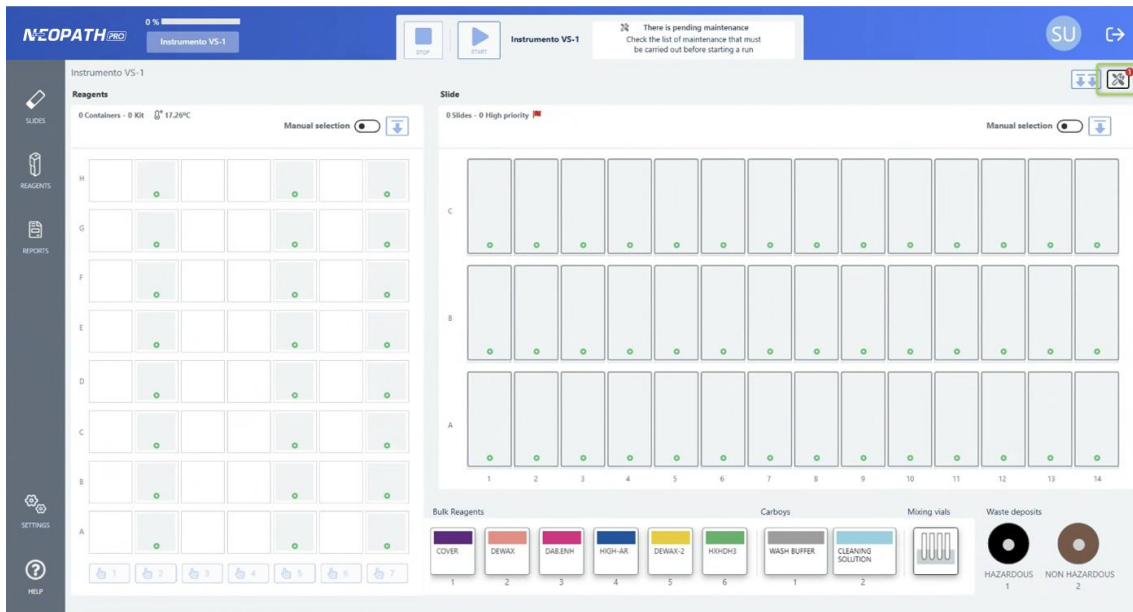 NEOPATH PRO
0 %
Instrumento VS-1
STOP
START
Instrumento VS-1
There is pending maintenance
Check the list of maintenance that must
be carried out before starting a run
SU
Instrumento VS-1
1
SLIDES
REAGENTS
REPORTS
SETTINGS
HELP
Reagents
0 Containers - 0 Kit 17.26ºC
Manual selection
H
G
F
E
D
C
B
A
1 2 3 4 5 6 7
Slide
0 Slides - 0 High priority
Manual selection
C
B
A
1 2 3 4 5 6 7 8 9 10 11 12 13 14
Bulk Reagents
COVER
DEWAX
DAB.ENH
HIGH-AR
DEWAX-2
HXHDH3
1 2 3 4 5 6
Carboys
WASH BUFFER
CLEANING
SOLUTION
1 2
Mixing vials
Waste deposits
HAZARDOUS
1
NON HAZARDOUS
2